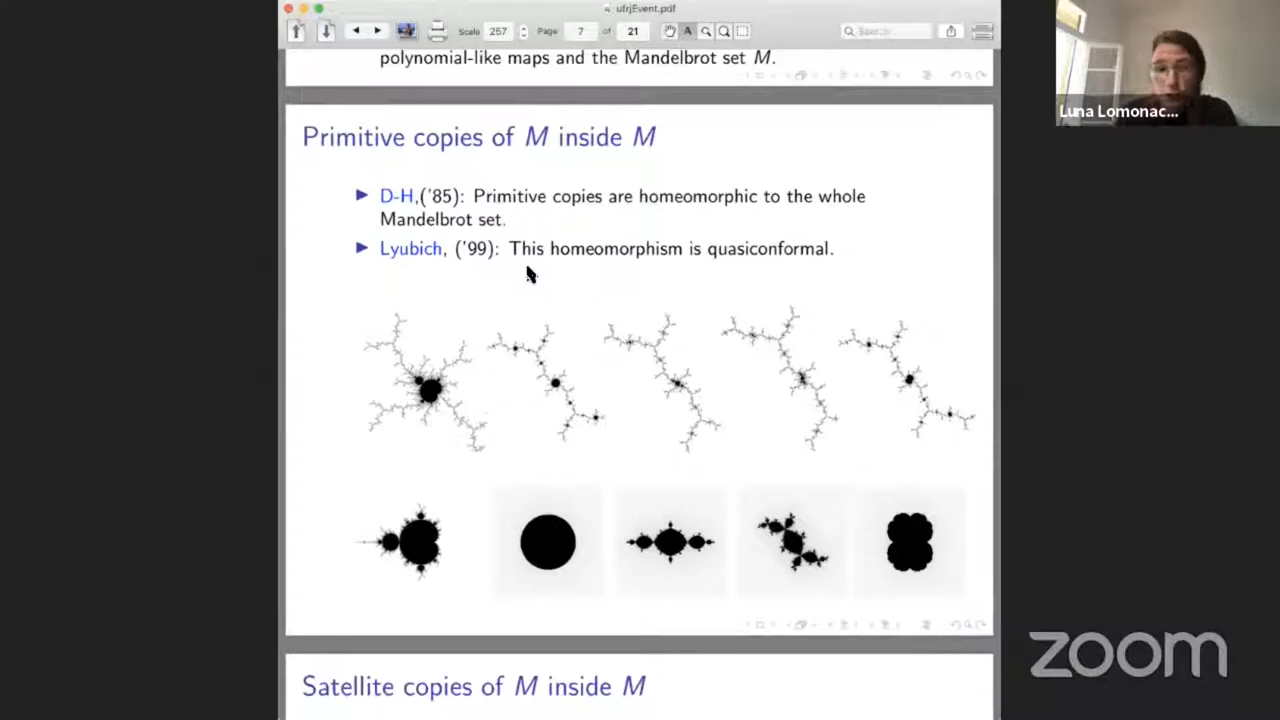 ufrjEvent.pdf
Scale 257 Page 7 of 21 Search
polynomial-like maps and the Mandelbrot set M.
Luna Lomonac...
Primitive copies of M inside M
▶ D-H,('85): Primitive copies are homeomorphic to the whole
Mandelbrot set.
▶ Lyubich, ('99): This homeomorphism is quasiconformal.
zoom
Satellite copies of M inside M